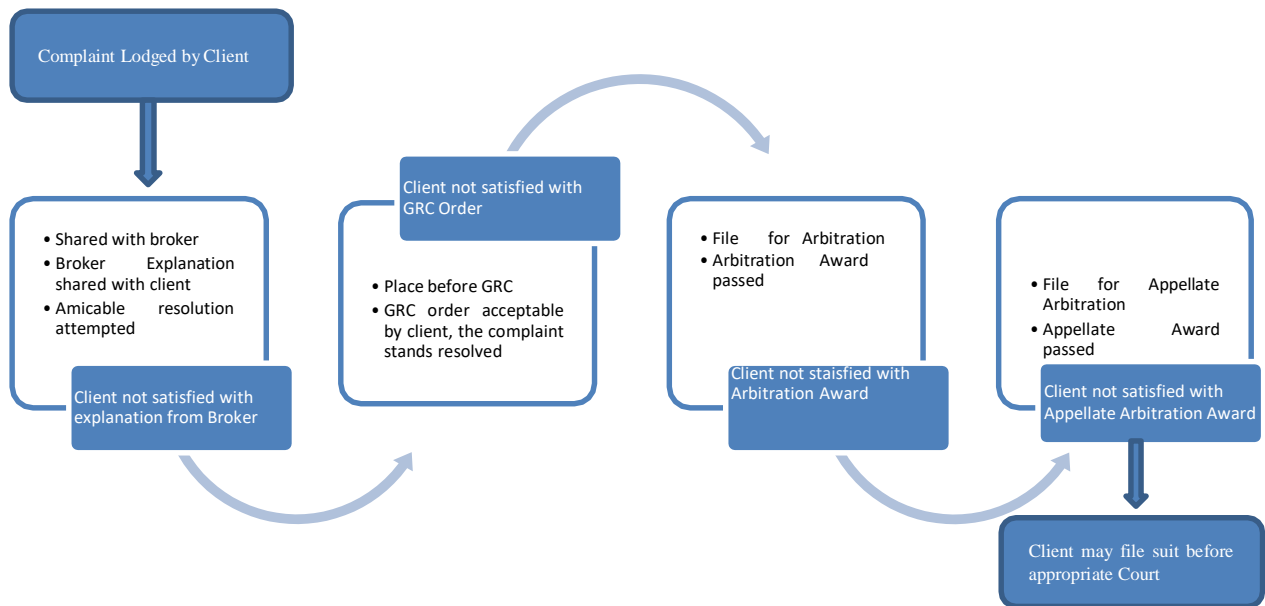 Complaint Lodged by Client
• Shared with broker
• Broker Explanation
shared with client
• Amicable resolution
attempted
Client not satisfied with
explanation from Broker
Client not satisfied with
GRC Order
• Place before GRC
• GRC order acceptable
by client, the complaint
stands resolved
• File for Arbitration
• Arbitration Award
passed
Client not staisfied with
Arbitration Award
• File for Appellate
Arbitration
• Appellate Award
passed
Client not satisfied with
Appellate Arbitration Award
Client may file suit before
appropriate Court